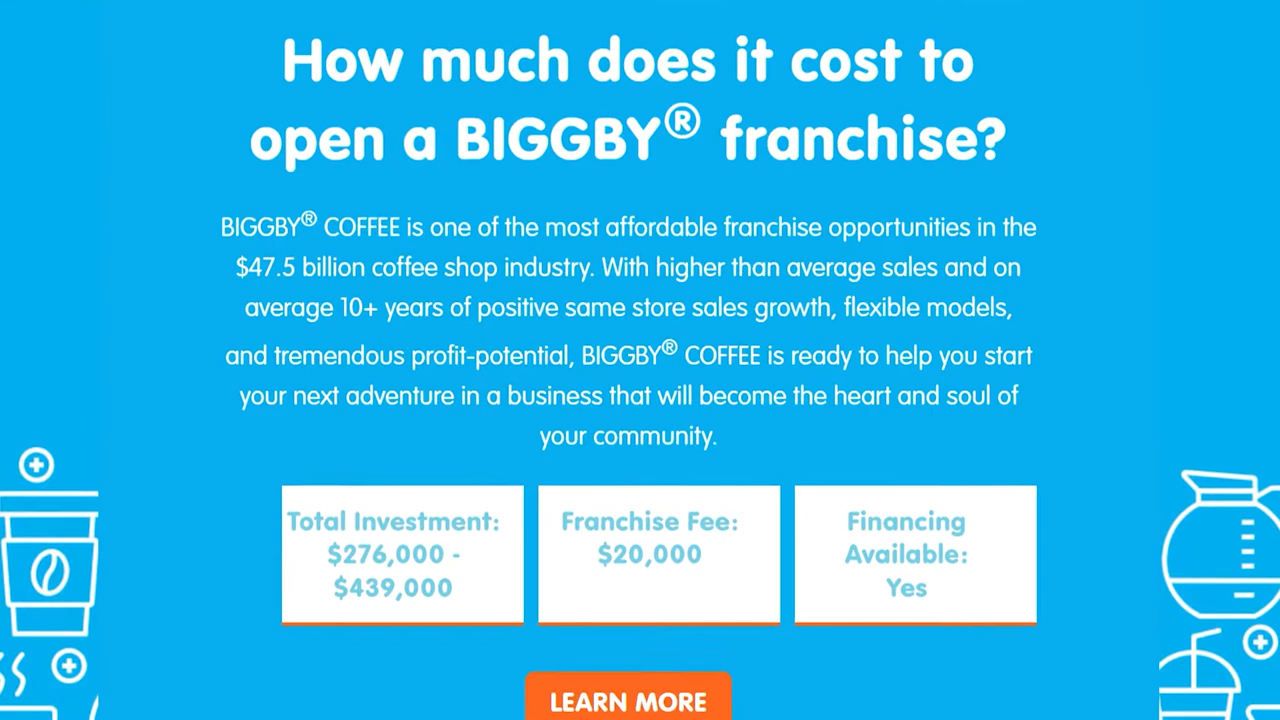 How much does it cost to
open a BIGGBY® franchise?
BIGGBY® COFFEE is one of the most affordable franchise opportunities in the
$47.5 billion coffee shop industry. With higher than average sales and on
average 10+ years of positive same store sales growth, flexible models,
and tremendous profit-potential, BIGGBY® COFFEE is ready to help you start
your next adventure in a business that will become the heart and soul of
your community.
Total Investment:
$276,000 -
$439,000
Franchise Fee:
$20,000
Financing
Available:
Yes
LEARN MORE